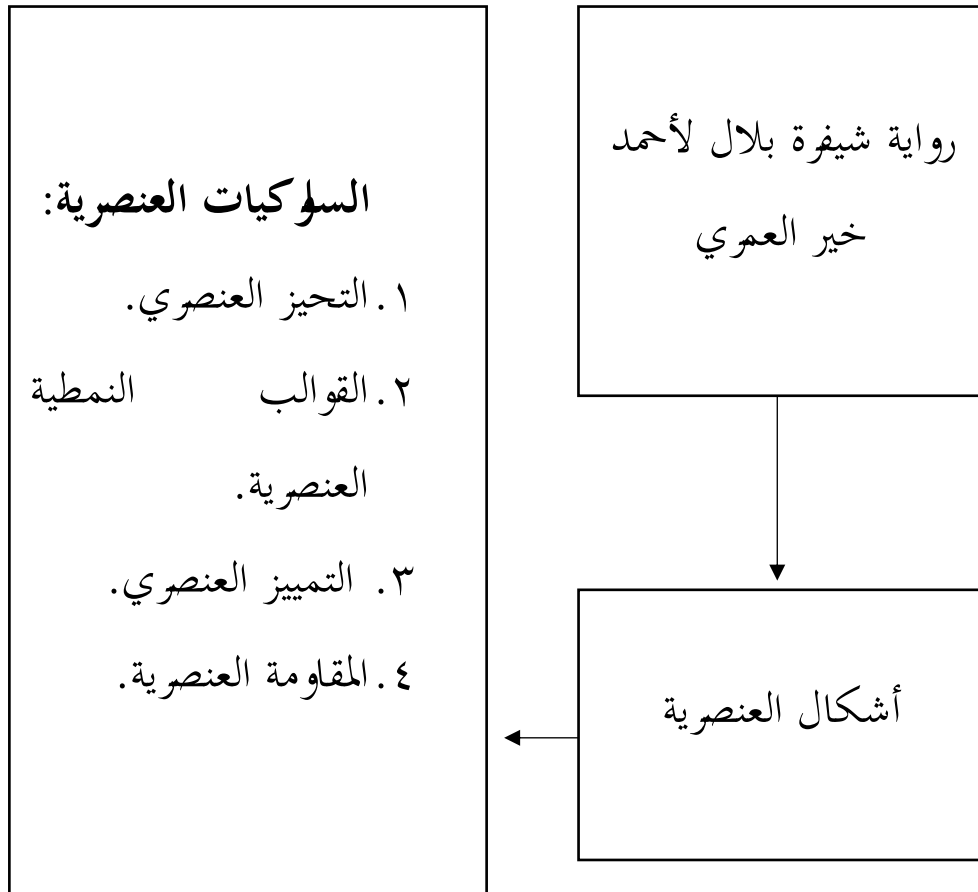 رواية شيفرة بلال لأحمد
خير العمري
أشكال العنصرية
السلوكيات العنصرية:
١. التحيز العنصري.
٢. القوالب النمطية
العنصرية.
٣. التمييز العنصري.
٤. المقاومة العنصرية.